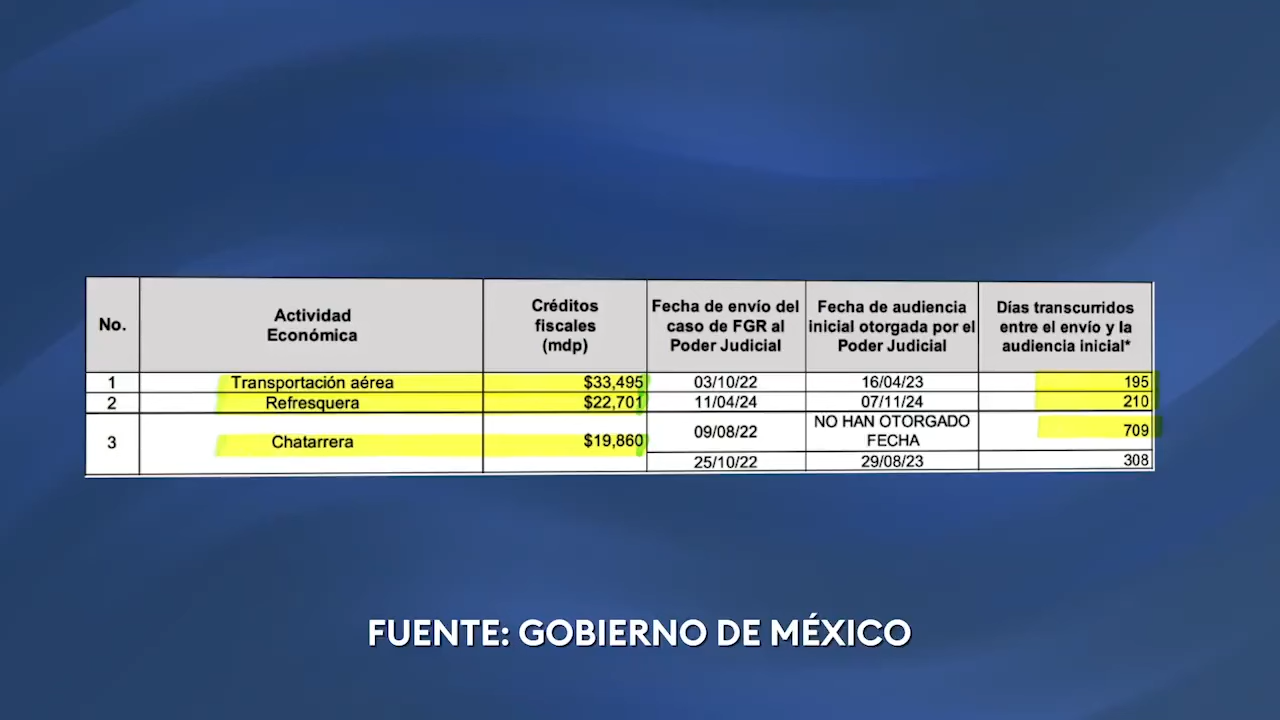 No.
Actividad
Económica
Créditos
fiscales
(mdp)
Fecha de envío del
caso de FGR al
Poder Judicial
Fecha de audiencia
inicial otorgada por el
Poder Judicial
Días transcurridos
entre el envío y la
audiencia inicial*
1 Transportación aérea $33,495 03/10/22 16/04/23 195
2 Refresquera $22,701 11/04/24 07/11/24 210
3 Chatarrera $19,860 09/08/22 NO HAN OTORGADO
FECHA 709
25/10/22 29/08/23 308
FUENTE: GOBIERNO DE MÉXICO